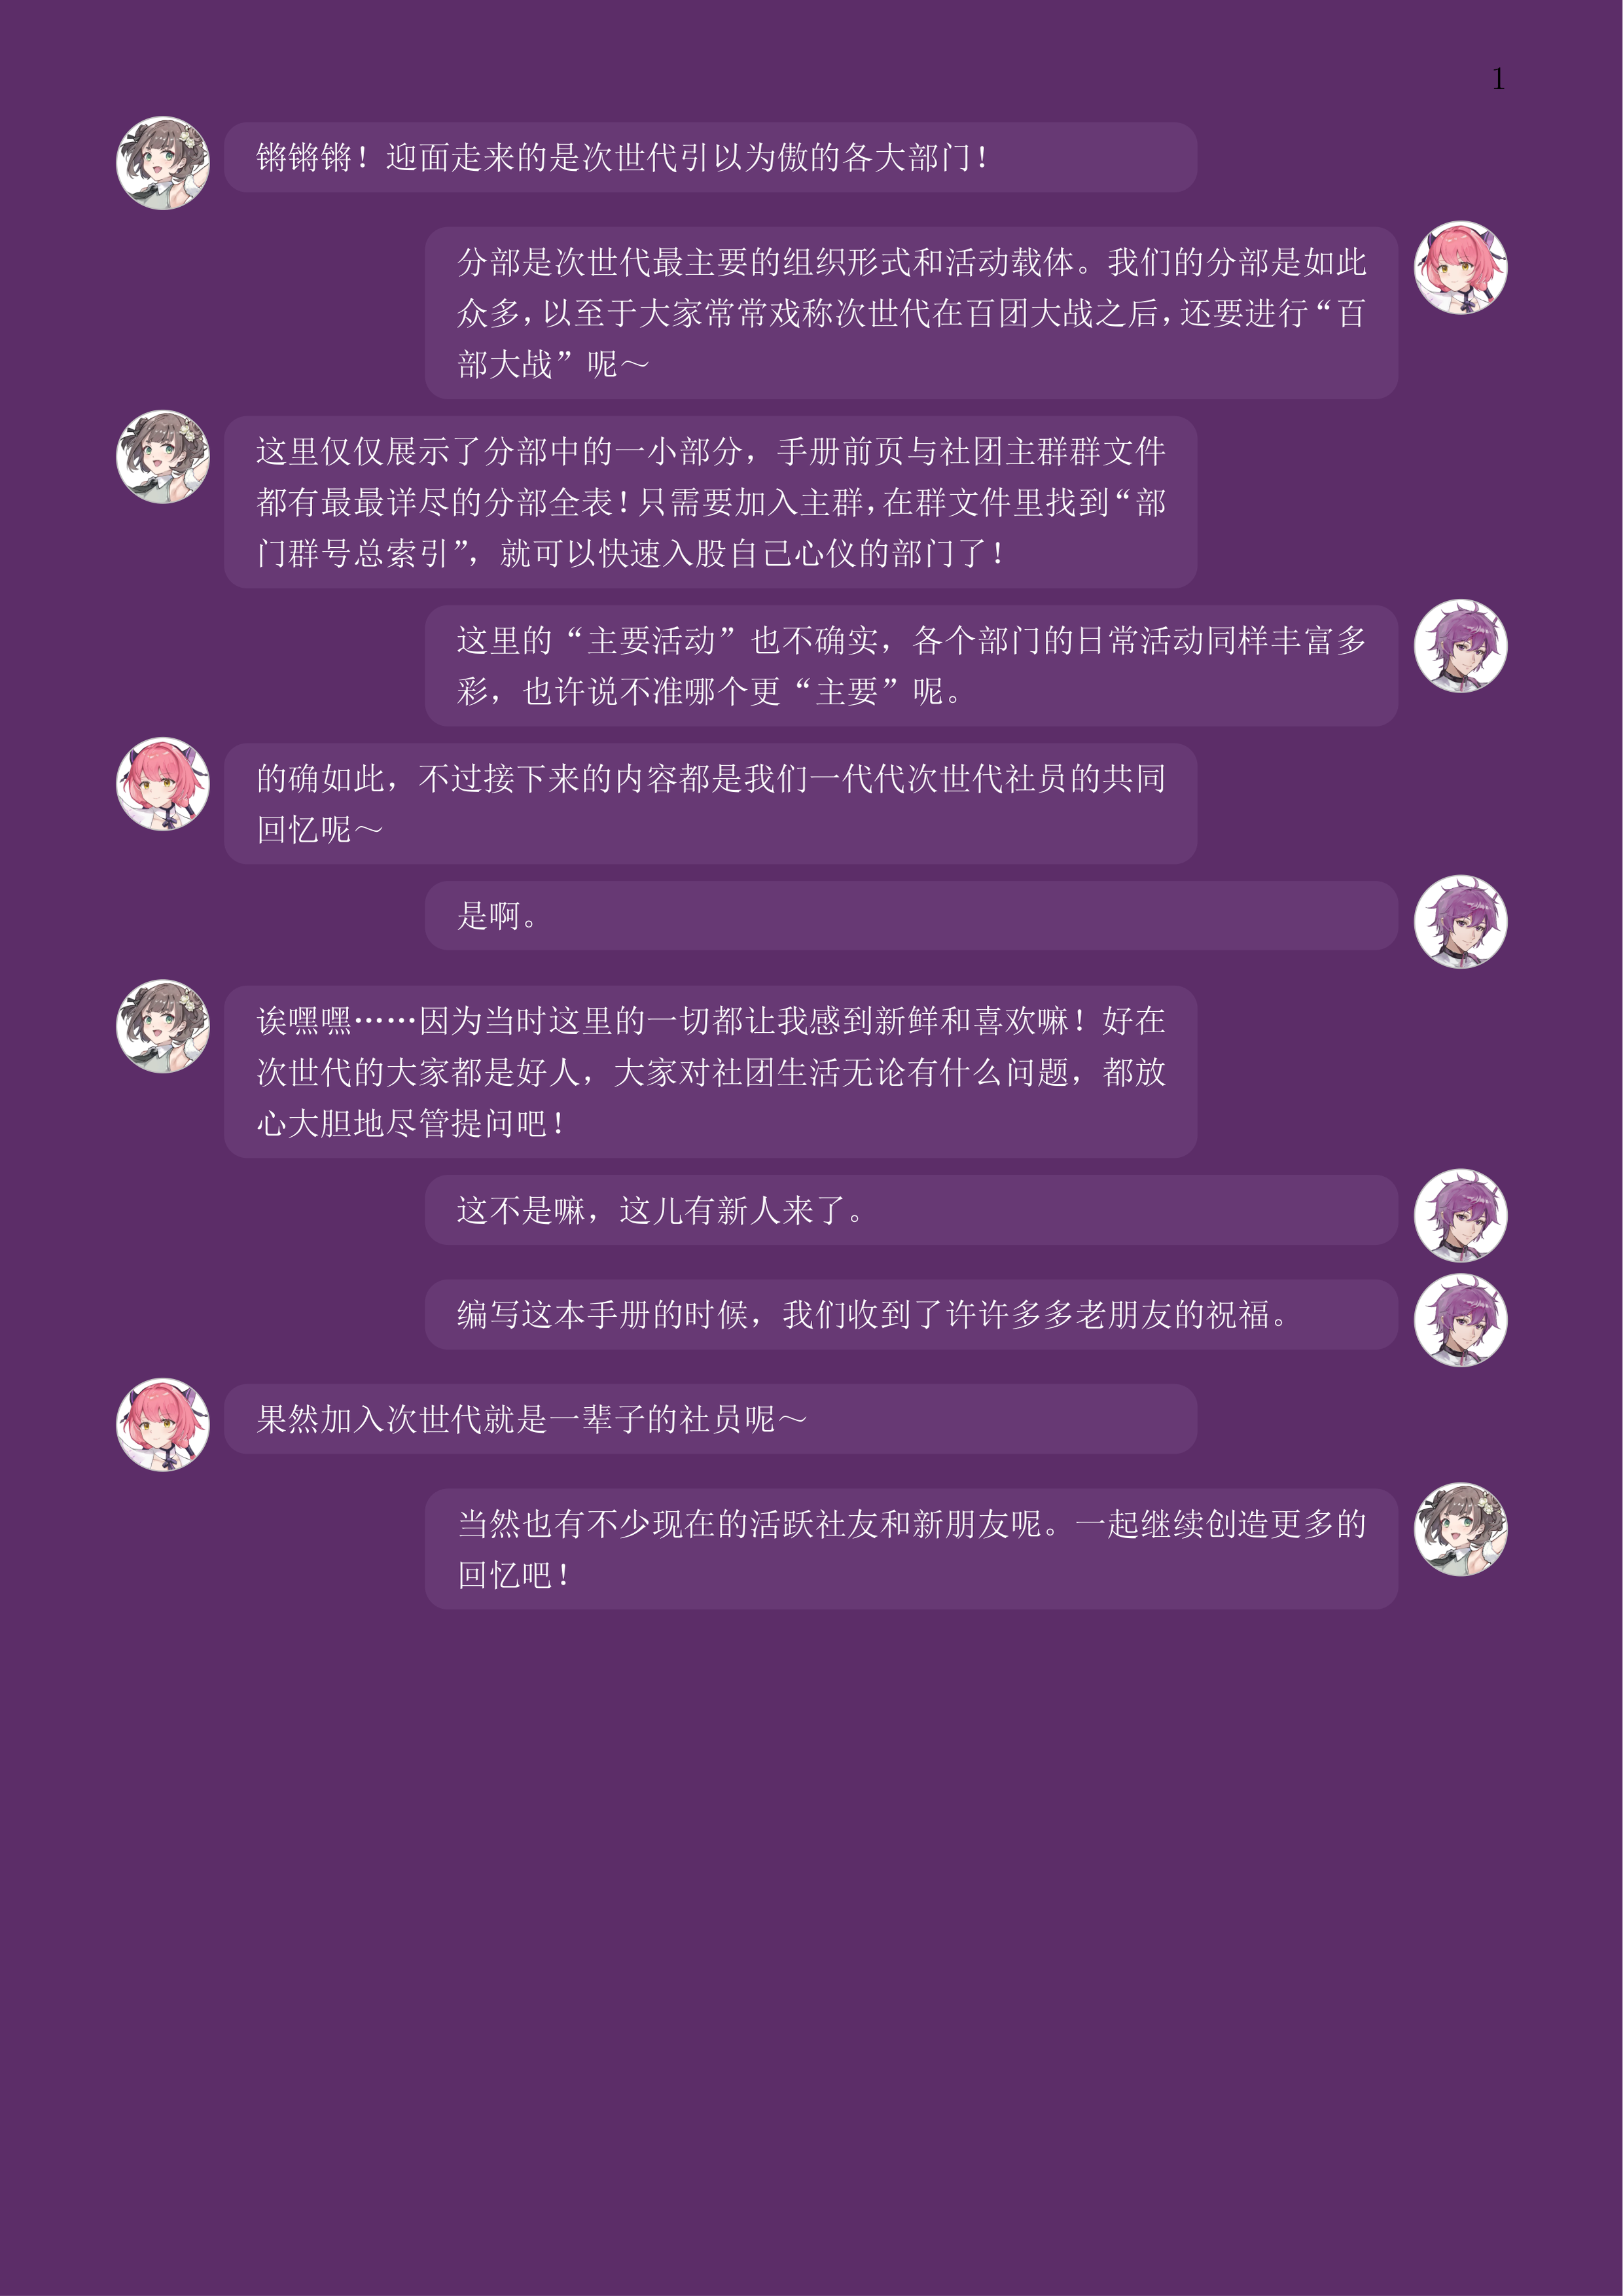 1
锵锵锵！迎面走来的是次世代引以为傲的各大部门！
分部是次世代最主要的组织形式和活动载体。我们的分部是如此
众多，以至于大家常常戏称次世代在百团大战之后，还要进行“百
部大战”呢～
这里仅仅展示了分部中的一小部分，手册前页与社团主群群文件
都有最最详尽的分部全表！只需要加入主群，在群文件里找到“部
门群号总索引”，就可以快速入股自己心仪的部门了！
这里的“主要活动”也不确实，各个部门的日常活动同样丰富多
彩，也许说不准哪个更“主要”呢。
的确如此，不过接下来的内容都是我们一代代次世代社员的共同
回忆呢～
是啊。
诶嘿嘿……因为当时这里的一切都让我感到新鲜和喜欢嘛！好在
次世代的大家都是好人，大家对社团生活无论有什么问题，都放
心大胆地尽管提问吧！
这不是嘛，这儿有新人来了。
编写这本手册的时候，我们收到了许许多多老朋友的祝福。
果然加入次世代就是一辈子的社员呢～
当然也有不少现在的活跃社友和新朋友呢。一起继续创造更多的
回忆吧！